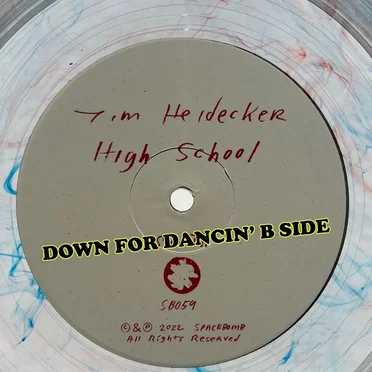 Tim Heidecker
High School
DOWN FOR DANCIN' B SIDE
SB059
©&℗ 2022 SPACEBOMB
All Rights Reserved